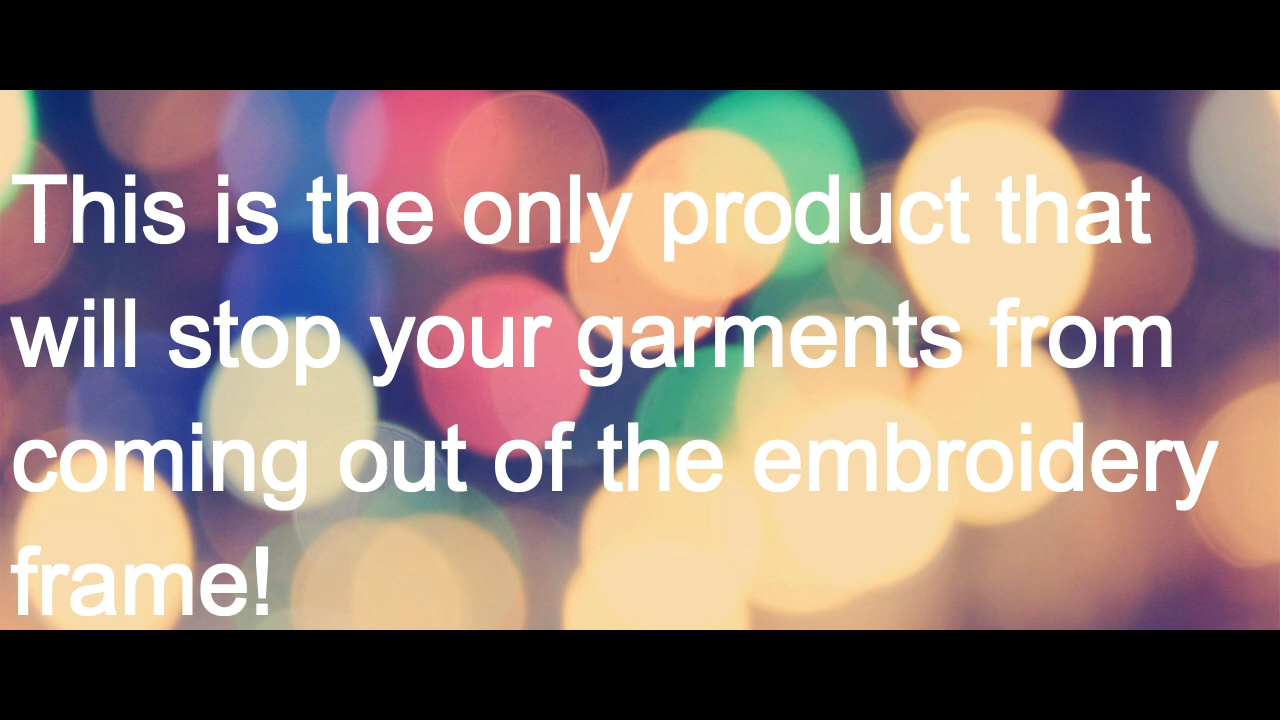 This is the only product that
will stop your garments from
coming out of the embroidery
frame!